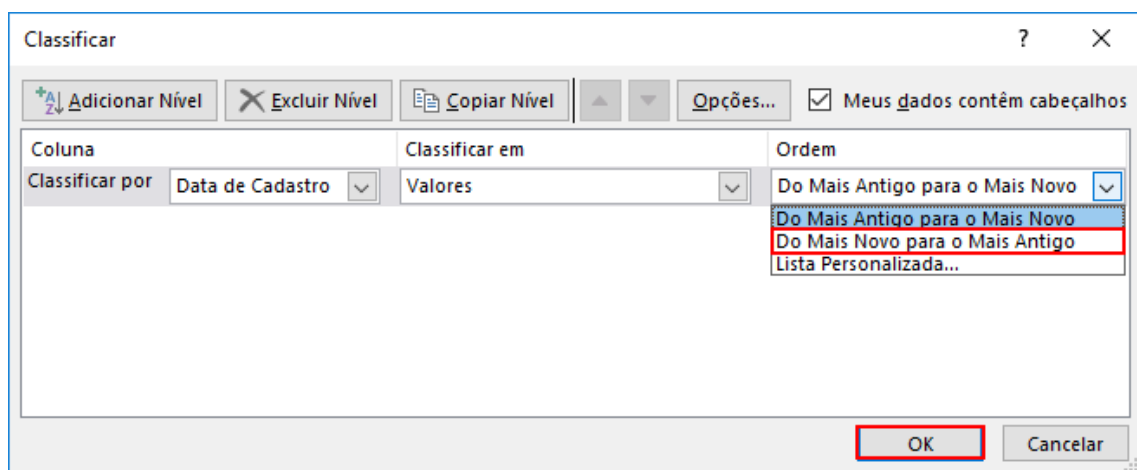 Classificar ?
Adicionar Nível Excluir Nível Copiar Nível Opções... Meus dados contêm cabeçalhos
Coluna Classificar em Ordem
Classificar por Data de Cadastro Valores Do Mais Antigo para o Mais Novo
Do Mais Antigo para o Mais Novo
Do Mais Novo para o Mais Antigo
Lista Personalizada...
OK Cancelar